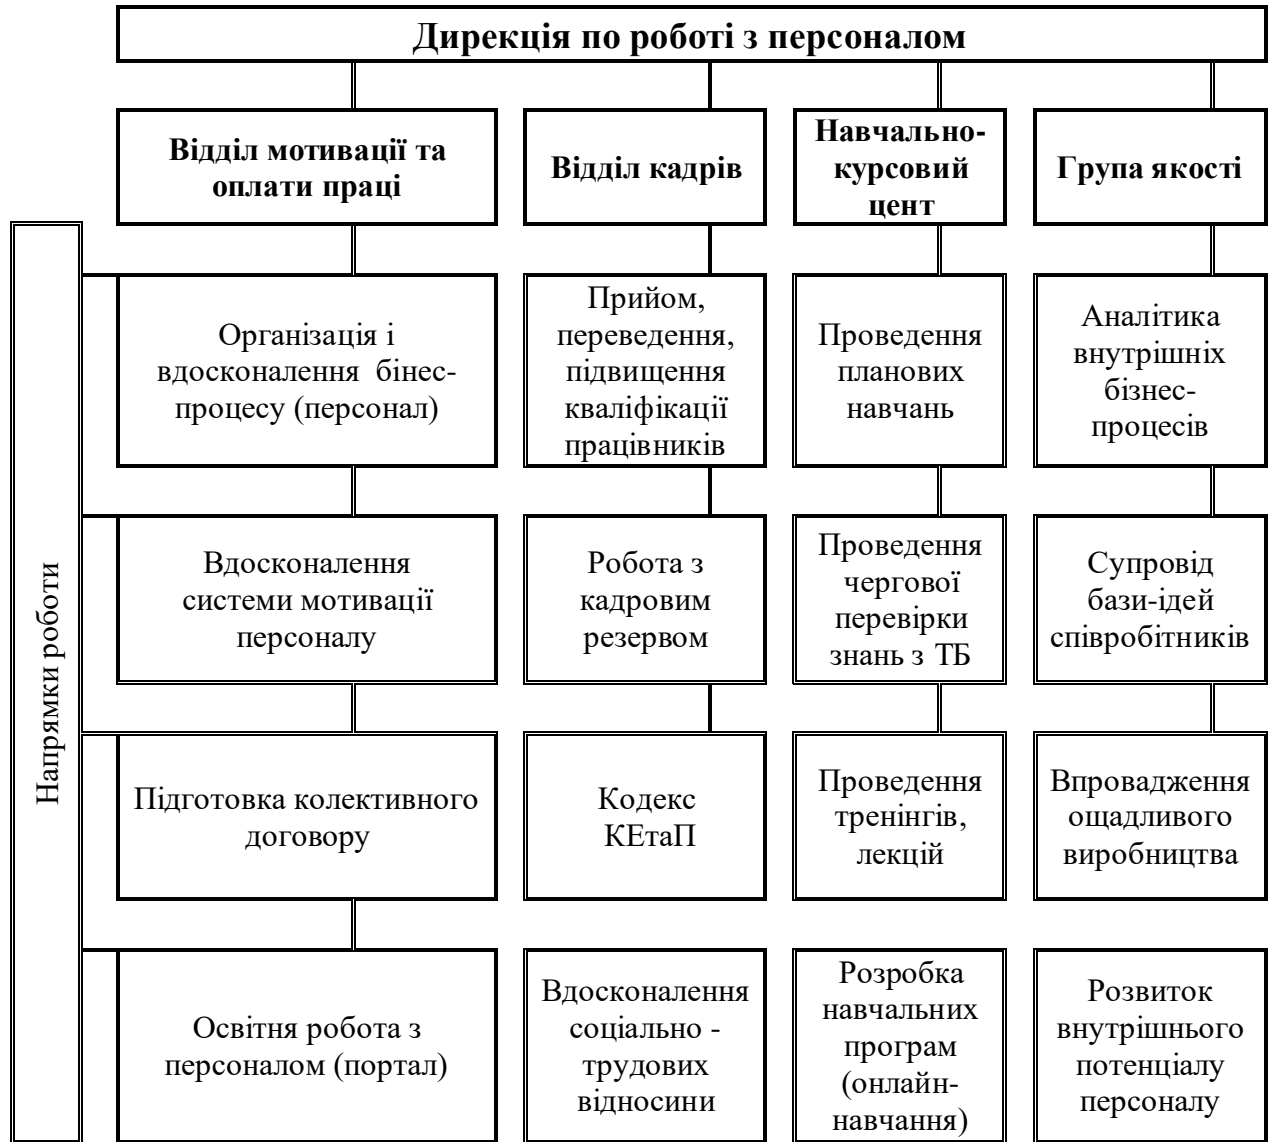 Дирекція по роботі з персоналом
Відділ мотивації та
оплати праці
Відділ кадрів
Навчально-
курсовий
цент
Група якості
Напрямки роботи
Організація і
вдосконалення бінес-
процесу (персонал)
Прийом,
переведення,
підвищення
кваліфікації
працівників
Проведення
планових
навчань
Аналітика
внутрішніх
бізнес-
процесів
Вдосконалення
системи мотивації
персоналу
Робота з
кадровим
резервом
Проведення
чергової
перевірки
знань з ТБ
Супровід
бази-ідей
співробітників
Підготовка колективного
договору
Кодекс
КЕтаП
Проведення
тренінгів,
лекцій
Впровадження
ощадливого
виробництва
Освітня робота з
персоналом (портал)
Вдосконалення
соціально -
трудових
відносини
Розробка
навчальних
програм
(онлайн-
навчання)
Розвиток
внутрішнього
потенціалу
персоналу